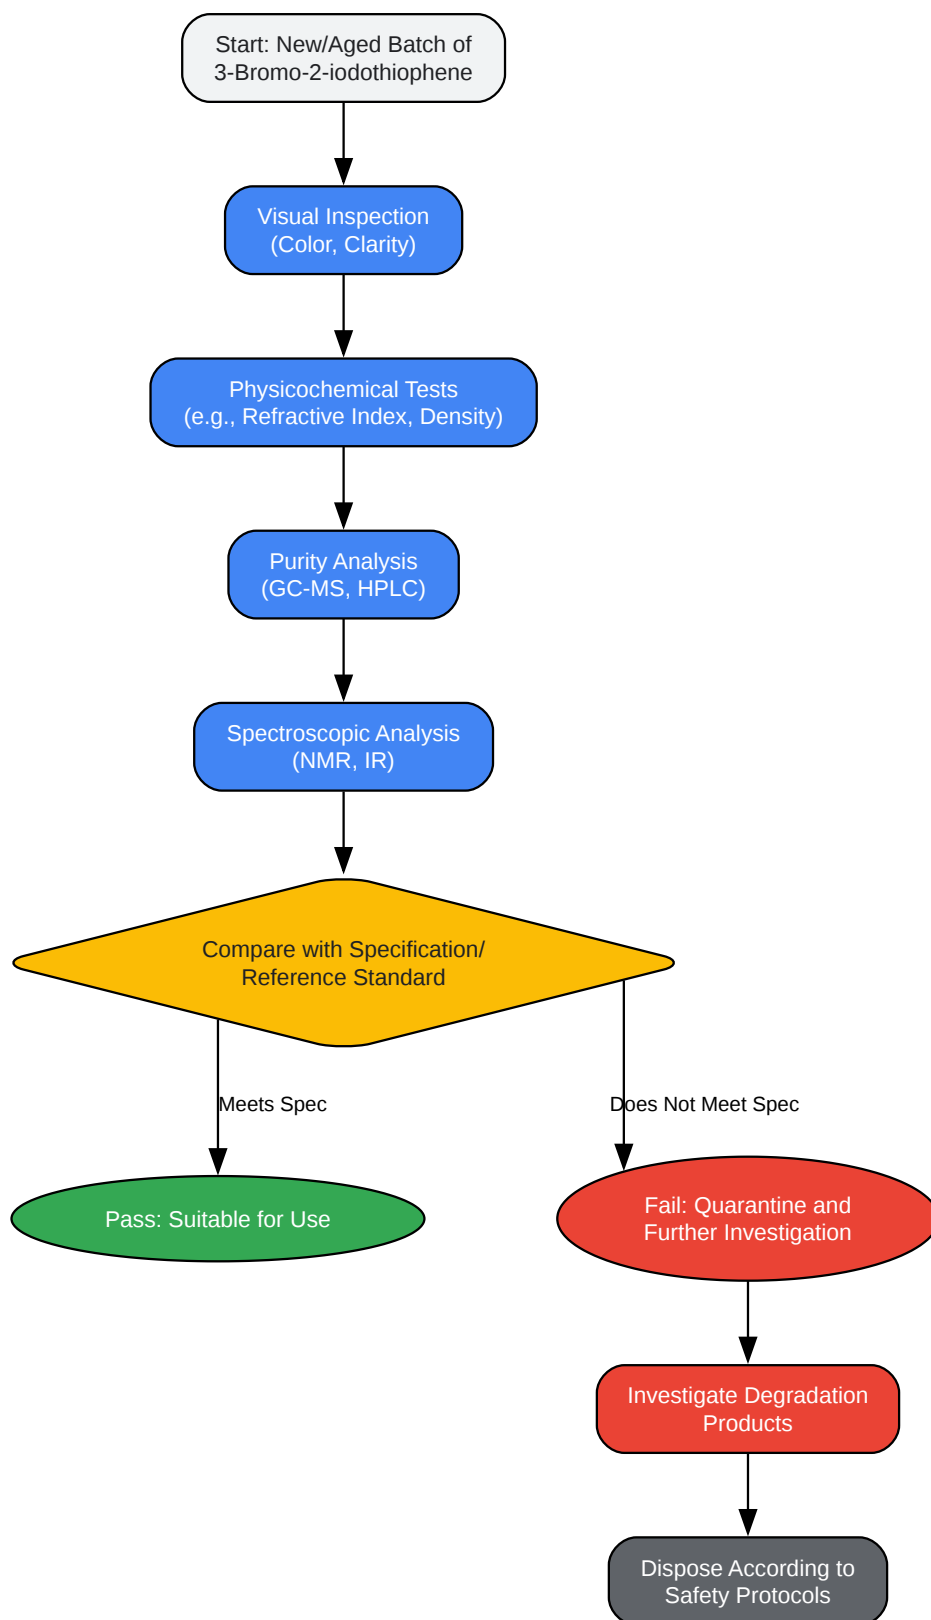 Start: New/Aged Batch of
3-Bromo-2-iodothiophene
Visual Inspection
(Color, Clarity)
Physicochemical Tests
(e.g., Refractive Index, Density)
Purity Analysis
(GC-MS, HPLC)
Spectroscopic Analysis
(NMR, IR)
Compare with Specification/
Reference Standard
Meets Spec
Does Not Meet Spec
Pass: Suitable for Use
Fail: Quarantine and
Further Investigation
Investigate Degradation
Products
Dispose According to
Safety Protocols